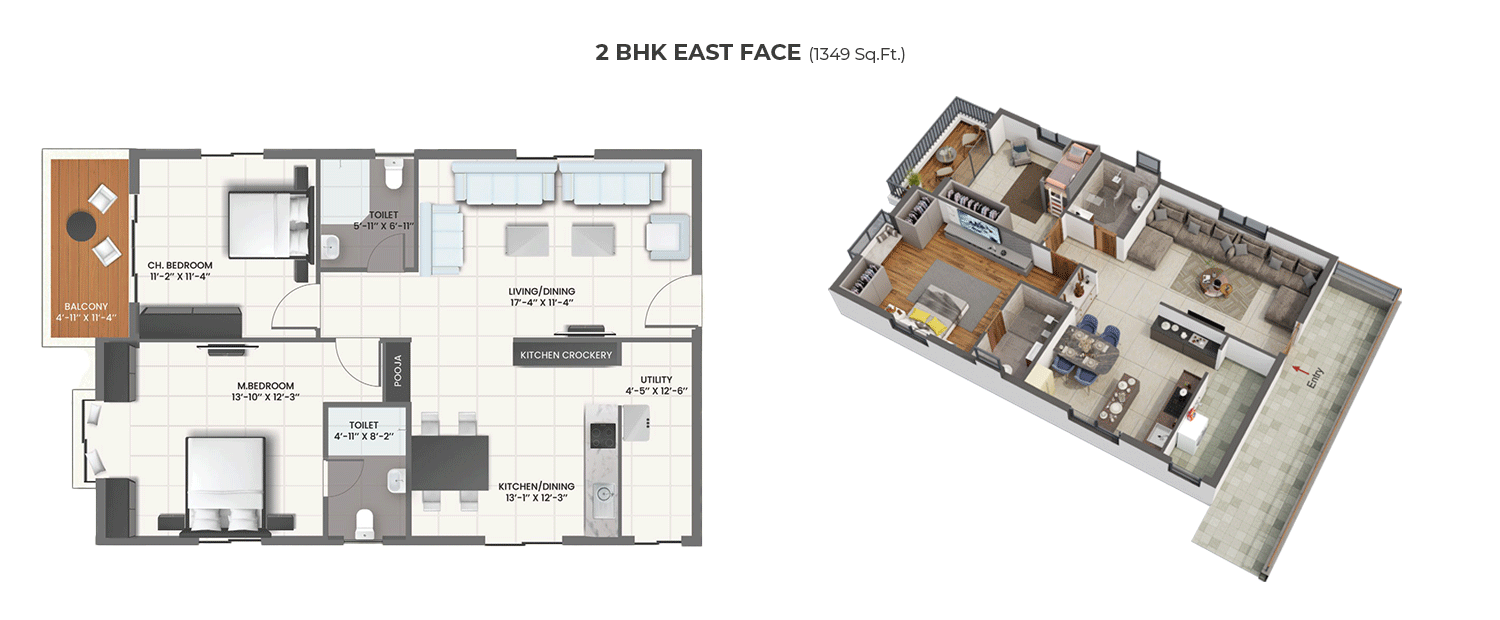 2 BHK EAST FACE (1349 Sq.Ft.)
TOILET
5'-11" X 6'-11"
CH. BEDROOM
11'-2" X 11'-4"
BALCONY
4'-11" X 11'-4"
LIVING/DINING
17'-4" X 11'-4"
KITCHEN CROCKERY
POOJA
M.BEDROOM
13'-10" X 12'-3"
UTILITY
4'-5" X 12'-6"
TOILET
4'-11" X 8'-2"
KITCHEN/DINING
13'-1" X 12'-3"
Entry